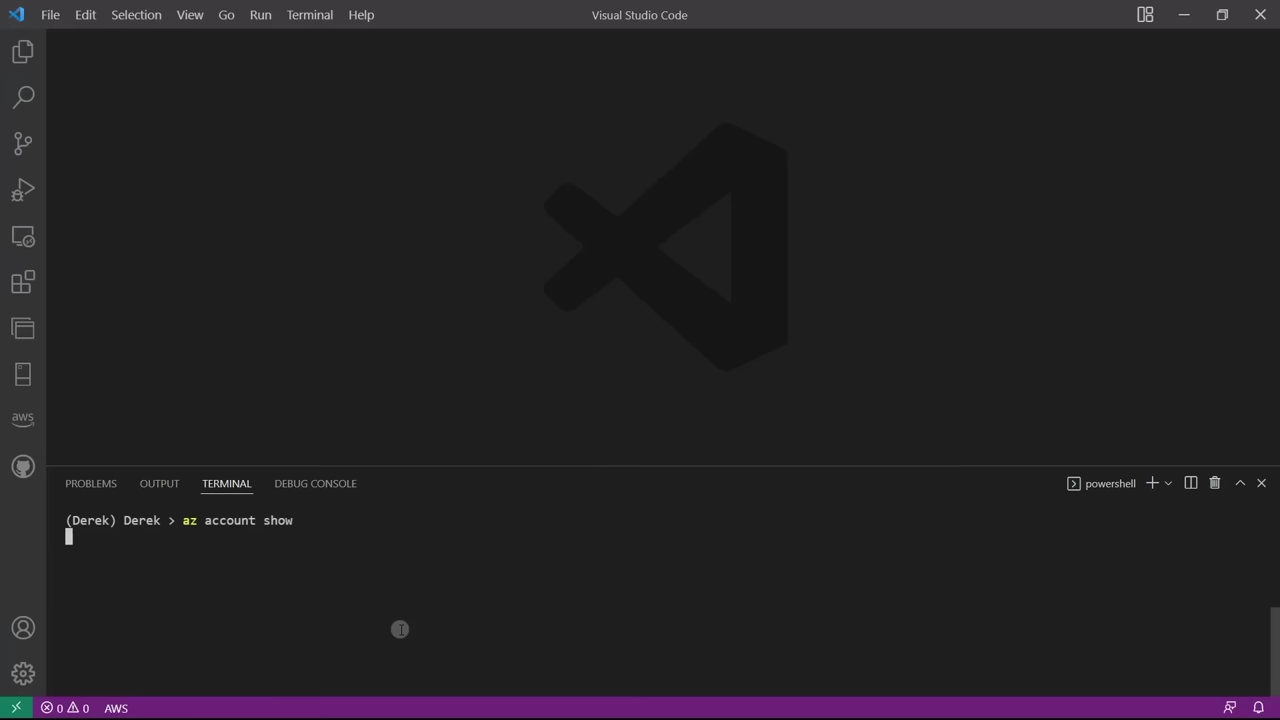 File Edit Selection View Go Run Terminal Help Visual Studio Code
aws
PROBLEMS OUTPUT TERMINAL DEBUG CONSOLE powershell
(Derek) Derek > az account show
0 0 AWS